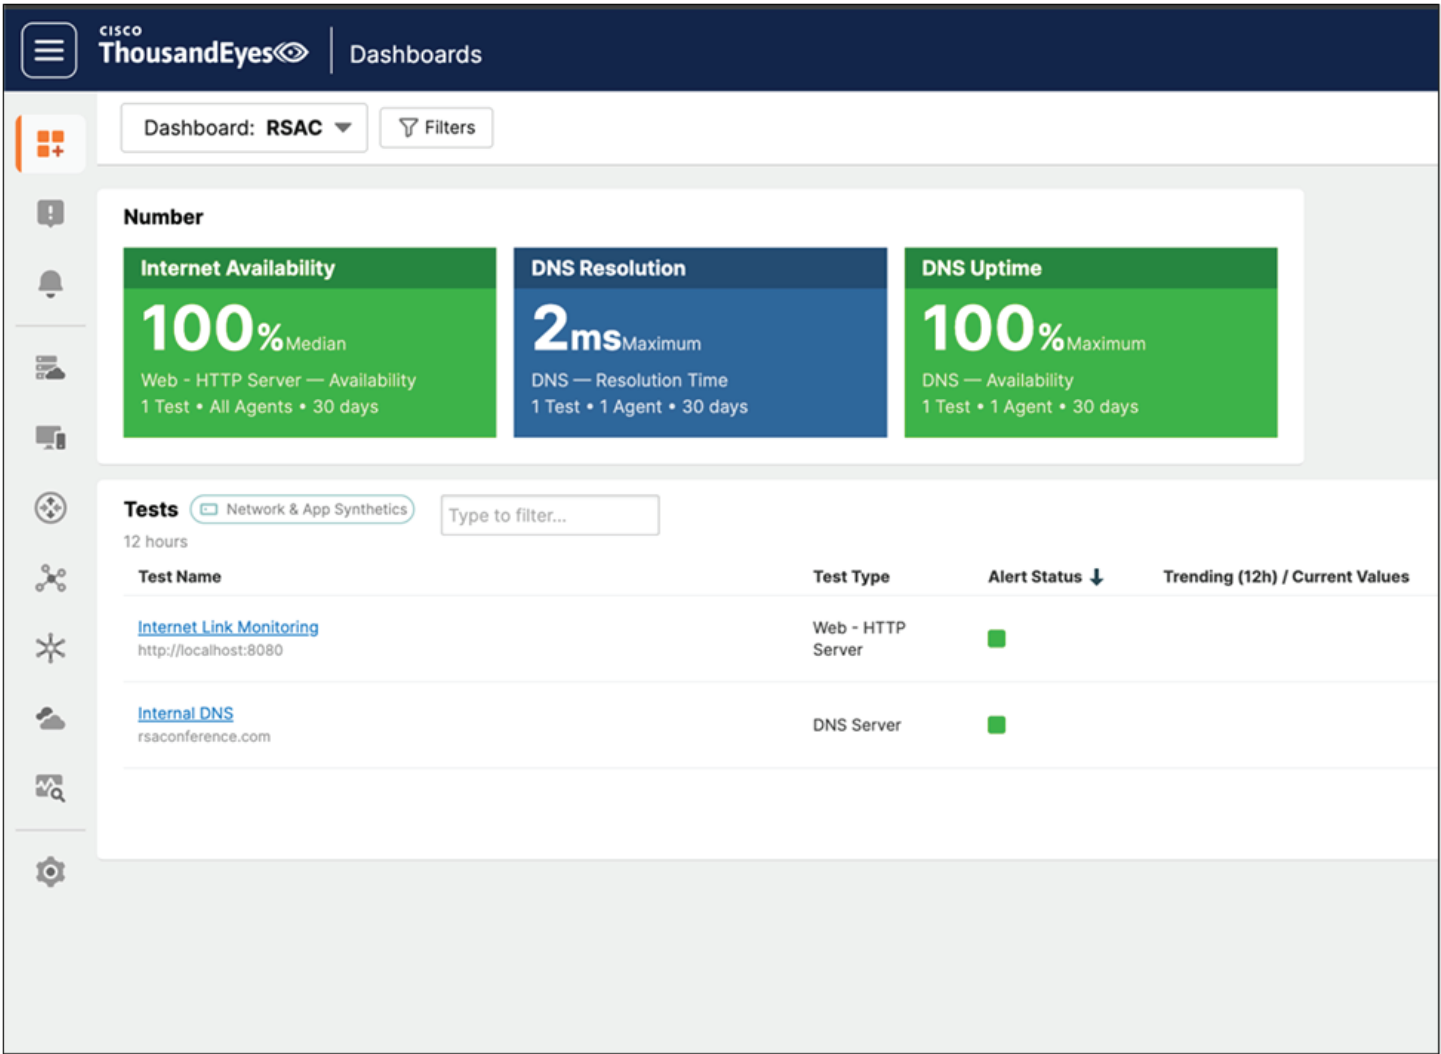 CISCO
ThousandEyes
Dashboards
Dashboard: RSAC
Filters
Number
Internet Availability
100%Median
Web - HTTP Server — Availability
1 Test • All Agents • 30 days
DNS Resolution
2msMaximum
DNS — Resolution Time
1 Test • 1 Agent • 30 days
DNS Uptime
100%Maximum
DNS — Availability
1 Test • 1 Agent • 30 days
Tests
Network & App Synthetics
Type to filter...
12 hours
Test Name
Test Type
Alert Status
Trending (12h) / Current Values
Internet Link Monitoring
http://localhost:8080
Web - HTTP
Server
Internal DNS
rsaconference.com
DNS Server